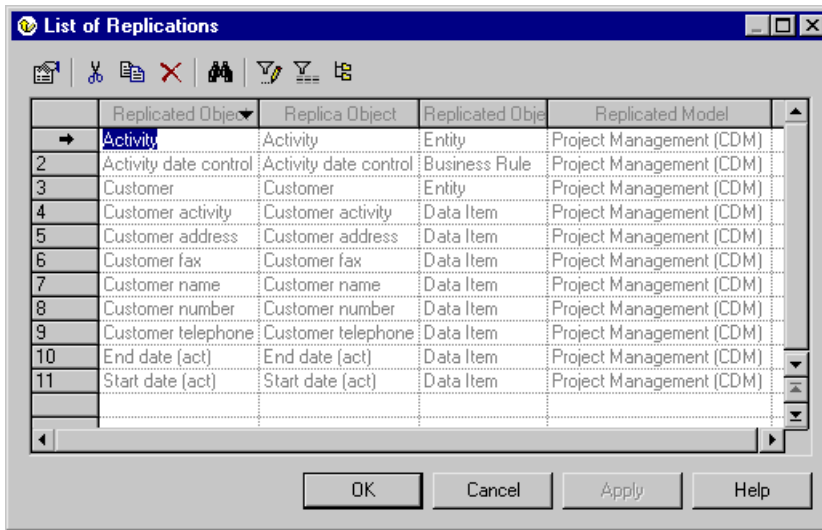 List of Replications
Replicated Objec Replica Object Replicated Obje Replicated Model
Activity Activity Entity Project Management (CDM)
2 Activity date control Activity date control Business Rule Project Management (CDM)
3 Customer Customer Entity Project Management (CDM)
4 Customer activity Customer activity Data Item Project Management (CDM)
5 Customer address Customer address Data Item Project Management (CDM)
6 Customer fax Customer fax Data Item Project Management (CDM)
7 Customer name Customer name Data Item Project Management (CDM)
8 Customer number Customer number Data Item Project Management (CDM)
9 Customer telephone Customer telephone Data Item Project Management (CDM)
10 End date (act) End date (act) Data Item Project Management (CDM)
11 Start date (act) Start date (act) Data Item Project Management (CDM)
OK Cancel Apply Help